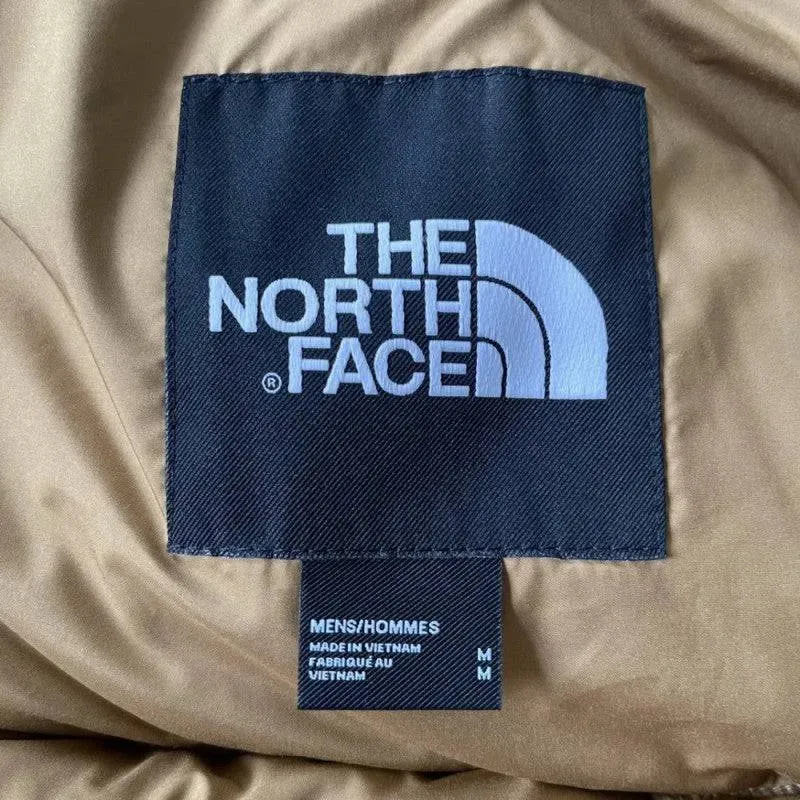 THE
NORTH
® FACE
MENS/HOMMES
MADE IN VIETNAM M
FABRIQUÉ AU
VIETNAM M